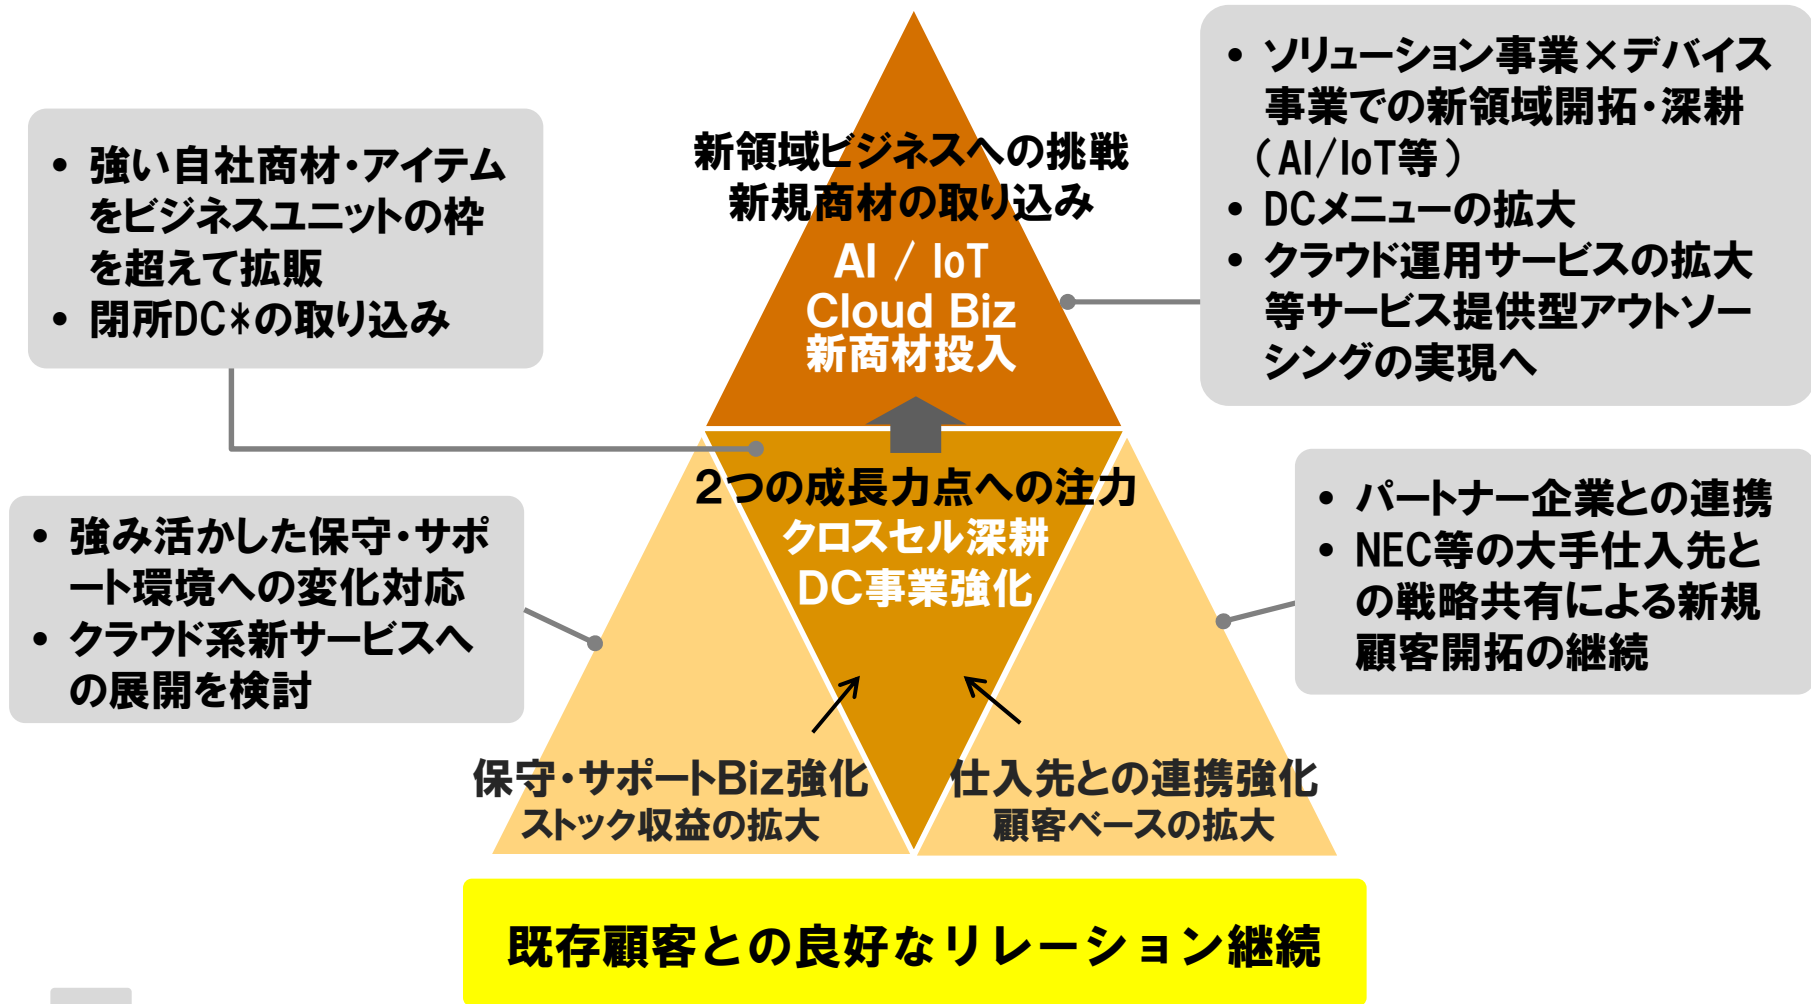 • 強い自社商材・アイテム
をビジネスユニットの枠
を超えて拡販
• 閉所DC*の取り込み
新領域ビジネスへの挑戦
新規商材の取り込み
AI / IoT
Cloud Biz
新商材投入
• ソリューション事業×デバイス
事業での新領域開拓・深耕
（AI/IoT等）
• DCメニューの拡大
• クラウド運用サービスの拡大
等サービス提供型アウトソー
シングの実現へ
2つの成長力点への注力
クロスセル深耕
DC事業強化
• 強み活かした保守・サポ
ート環境への変化対応
• クラウド系新サービスへ
の展開を検討
• パートナー企業との連携
• NEC等の大手仕入先と
の戦略共有による新規
顧客開拓の継続
保守・サポートBiz強化
ストック収益の拡大
仕入先との連携強化
顧客ベースの拡大
既存顧客との良好なリレーション継続